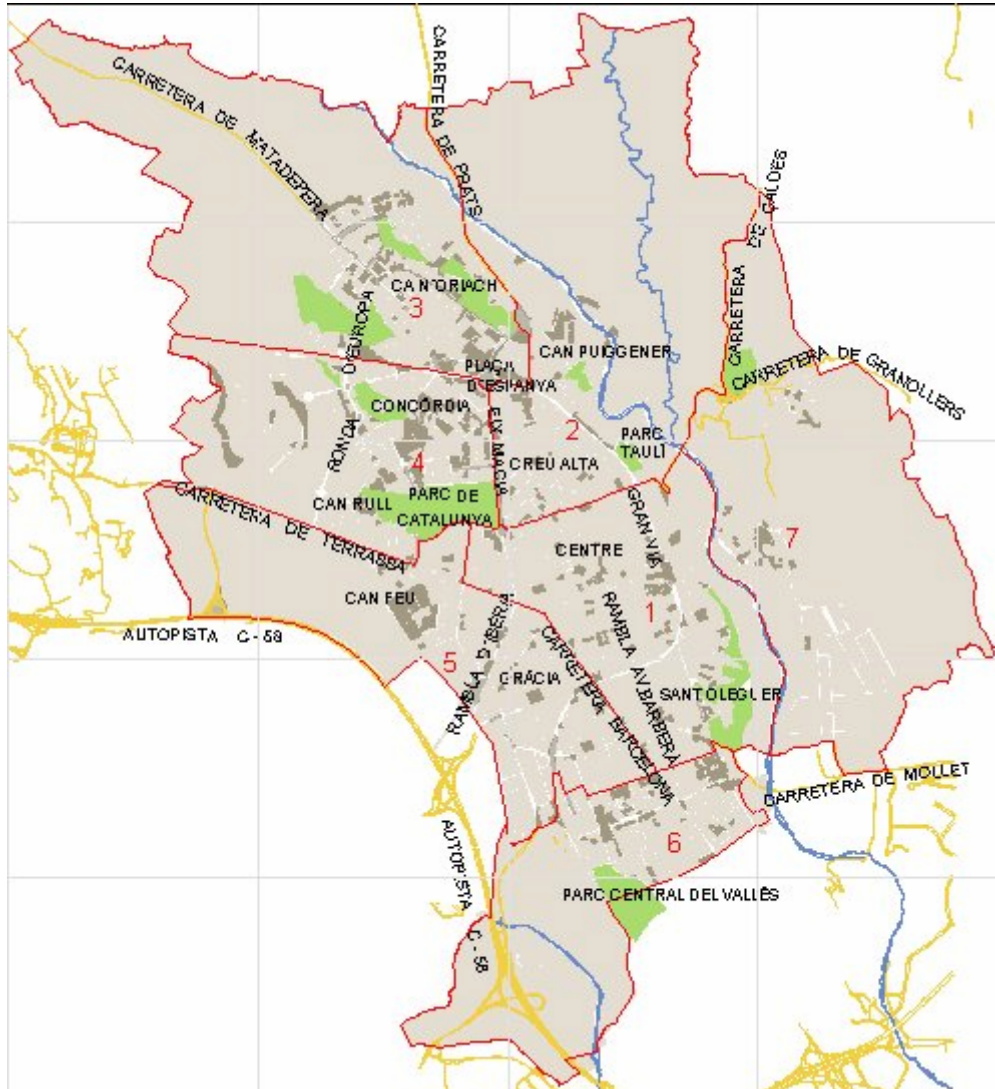 CARRETERA DE MATADEPERA
CARRETERA DE PRATS
CARRETERA DE CALDES
CAN ORIACH
3
D'EUROPA
CAN PUIGGENER
CARRETERA DE GRANOLLERS
PLAÇA
D'ESPANYA
CONCÒRDIA
EIX MACIÀ
2
PARC
TAULI
RONDA
4
CREU ALTA
CAN RULL
PARC DE
CATALUNYA
GRAN VIA
CARRETERA DE TERRASSA
CENTRE
7
CAN FEU
1
RAMBLA
AV.BARBERÀ
AUTOPISTA C - 58
5
RAMBLA D'IBERIA
GRÀCIA
CARRETERA BARCELONA
SANT OLEGUER
CARRETERA DE MOLLET
AUTOPISTA C - 58
6
PARC CENTRAL DEL VALLÈS